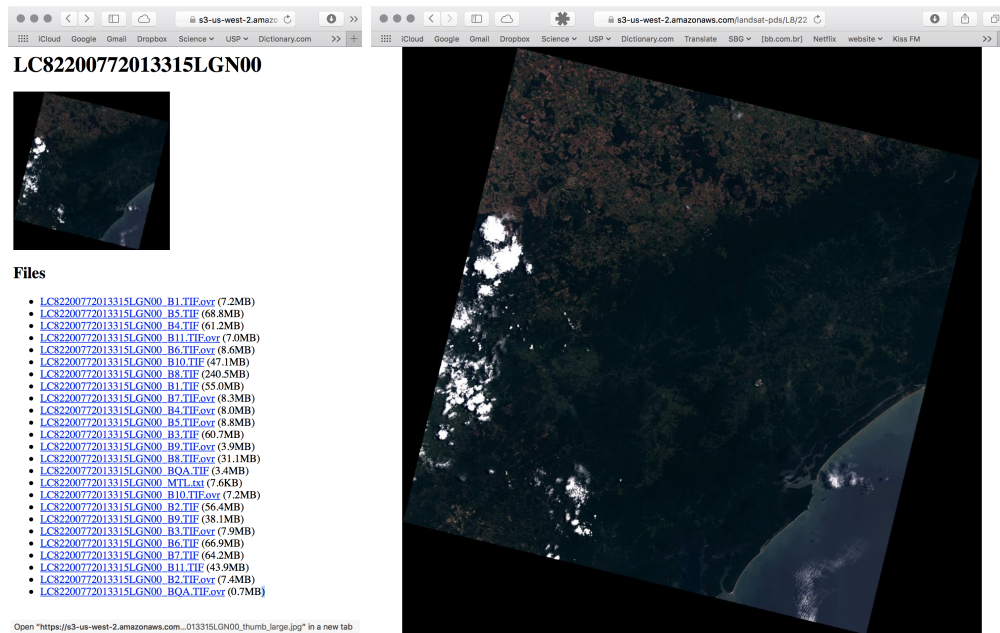 s3-us-west-2.amazo
iCloud Google Gmail Dropbox Science USP Dictionary.com >> +
LC82200772013315LGN00
Files
LC82200772013315LGN00_B1.TIF.ovr (7.2MB)
LC82200772013315LGN00_B5.TIF (68.8MB)
LC82200772013315LGN00_B4.TIF (61.2MB)
LC82200772013315LGN00_B11.TIF.ovr (7.0MB)
LC82200772013315LGN00_B6.TIF.ovr (8.6MB)
LC82200772013315LGN00_B10.TIF (47.1MB)
LC82200772013315LGN00_B8.TIF (240.5MB)
LC82200772013315LGN00_B1.TIF (55.0MB)
LC82200772013315LGN00_B7.TIF.ovr (8.3MB)
LC82200772013315LGN00_B4.TIF.ovr (8.0MB)
LC82200772013315LGN00_B5.TIF.ovr (8.8MB)
LC82200772013315LGN00_B3.TIF (60.7MB)
LC82200772013315LGN00_B9.TIF.ovr (3.9MB)
LC82200772013315LGN00_B8.TIF.ovr (31.1MB)
LC82200772013315LGN00_BQA.TIF (3.4MB)
LC82200772013315LGN00_MTL.txt (7.6KB)
LC82200772013315LGN00_B10.TIF.ovr (7.2MB)
LC82200772013315LGN00_B2.TIF (56.4MB)
LC82200772013315LGN00_B9.TIF (38.1MB)
LC82200772013315LGN00_B3.TIF.ovr (7.9MB)
LC82200772013315LGN00_B6.TIF (66.9MB)
LC82200772013315LGN00_B7.TIF (64.2MB)
LC82200772013315LGN00_B11.TIF (43.9MB)
LC82200772013315LGN00_B2.TIF.ovr (7.4MB)
LC82200772013315LGN00_BQA.TIF.ovr (0.7MB)
Open "https://s3-us-west-2.amazonaws.com...013315LGN00_thumb_large.jpg" in a new tab
s3-us-west-2.amazonaws.com/landsat-pds/L8/22
iCloud Google Gmail Dropbox Science USP Dictionary.com Translate SBG [bb.com.br] Netflix website Kiss FM >>